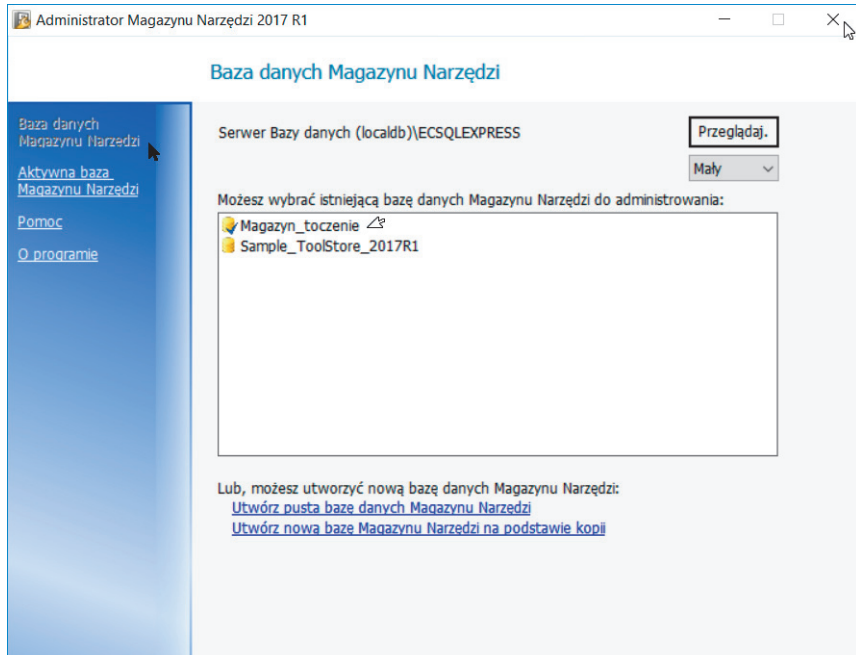 Administrator Magazynu Narzędzi 2017 R1
Baza danych Magazynu Narzędzi
Baza danych
Magazynu Narzedzi
Aktywna baza
Magazynu Narzędzi
Pomoc
O programie
Serwer Bazy danych (localdb)\ECSQLEXPRESS
Przeglądaj.
Mały
Możesz wybrać istniejącą bazę danych Magazynu Narzędzi do administrowania:
Magazyn_toczenie
Sample_ToolStore_2017R1
Lub, możesz utworzyć nową bazę danych Magazynu Narzędzi:
Utwórz pusta bazę danych Magazynu Narzędzi
Utwórz nową bazę Magazynu Narzędzi na podstawie kopii